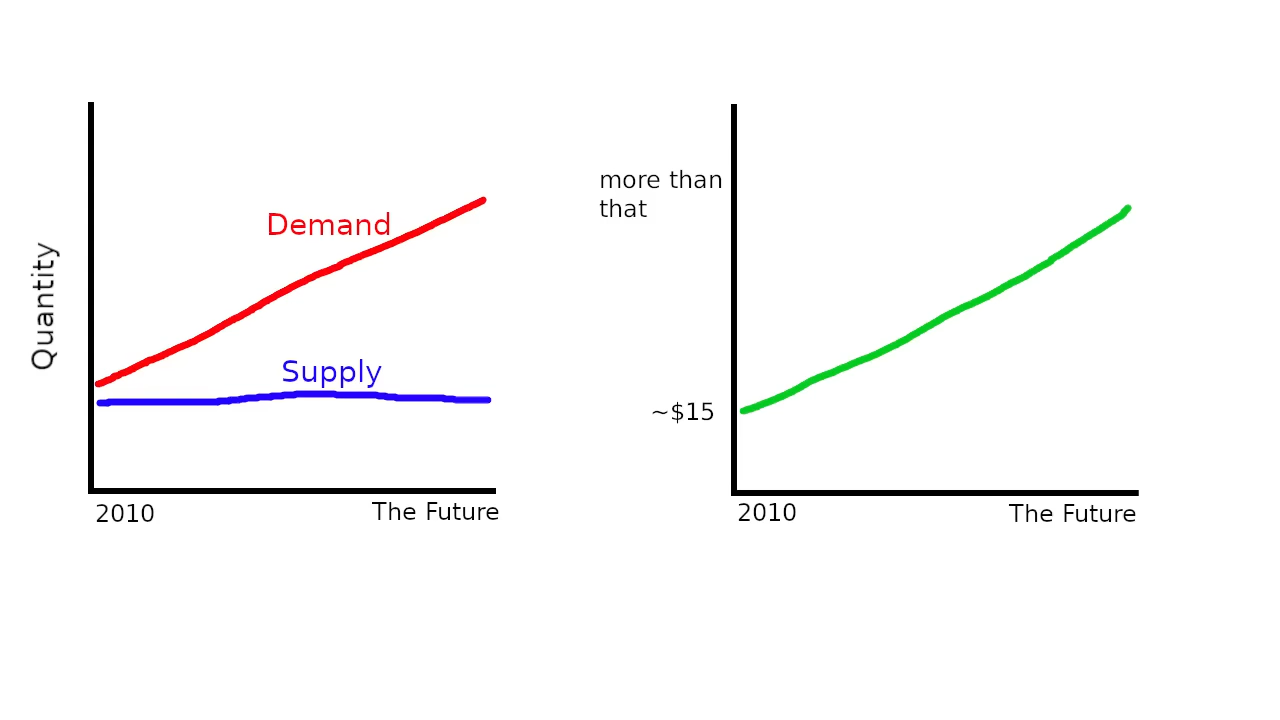 Quantity
Demand
Supply
2010
The Future
more than
that
~$15
2010
The Future